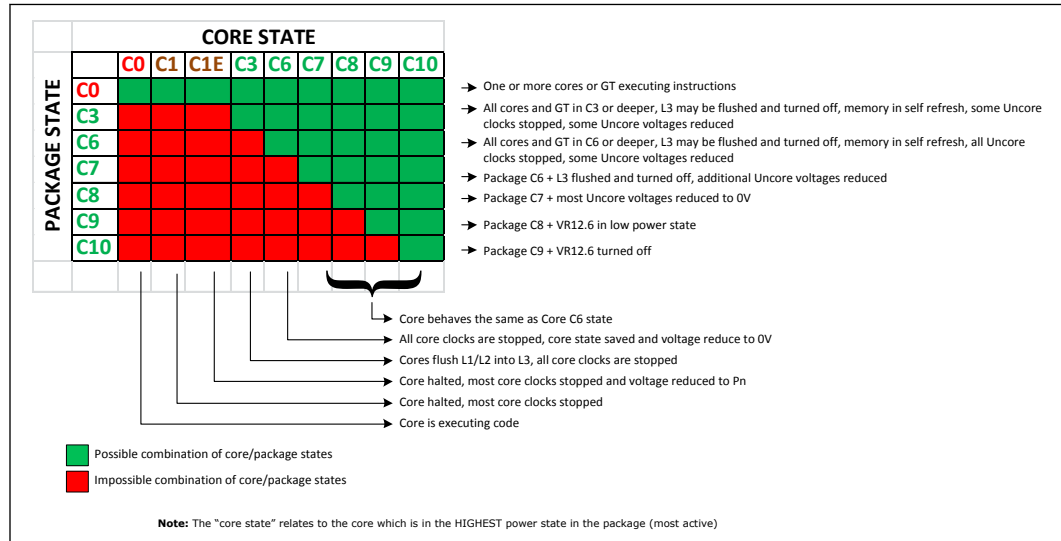 CORE STATE
C0 C1 C1E C3 C6 C7 C8 C9 C10
PACKAGE STATE
C0
C3
C6
C7
C8
C9
C10
One or more cores or GT executing instructions
All cores and GT in C3 or deeper, L3 may be flushed and turned off, memory in self refresh, some Uncore
clocks stopped, some Uncore voltages reduced
All cores and GT in C6 or deeper, L3 may be flushed and turned off, memory in self refresh, all Uncore
clocks stopped, some Uncore voltages reduced
Package C6 + L3 flushed and turned off, additional Uncore voltages reduced
Package C7 + most Uncore voltages reduced to 0V
Package C8 + VR12.6 in low power state
Package C9 + VR12.6 turned off
Core behaves the same as Core C6 state
All core clocks are stopped, core state saved and voltage reduce to 0V
Cores flush L1/L2 into L3, all core clocks are stopped
Core halted, most core clocks stopped and voltage reduced to Pn
Core halted, most core clocks stopped
Core is executing code
Possible combination of core/package states
Impossible combination of core/package states
Note: The “core state” relates to the core which is in the HIGHEST power state in the package (most active)